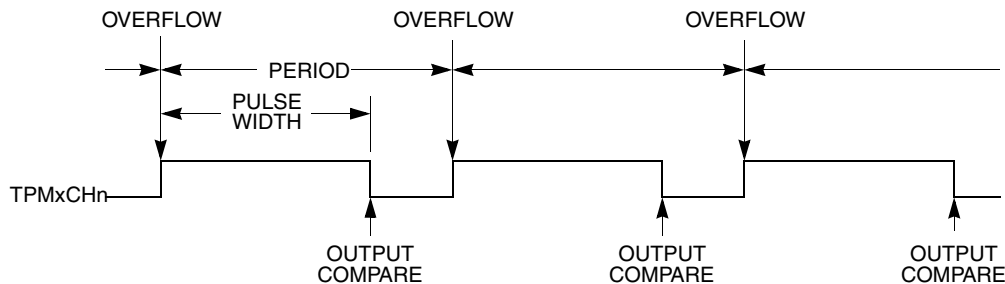 OVERFLOW OVERFLOW OVERFLOW
PERIOD
PULSE
WIDTH
TPMxCHn
OUTPUT
COMPARE
OUTPUT
COMPARE
OUTPUT
COMPARE